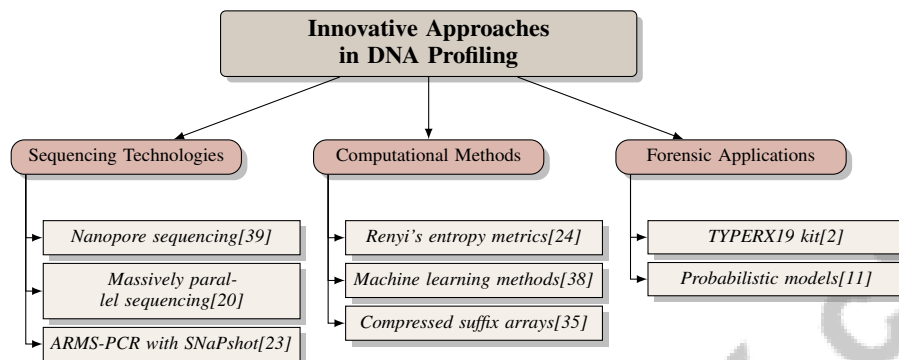 Innovative Approaches
in DNA Profiling
Sequencing Technologies
Computational Methods
Forensic Applications
Nanopore sequencing[39]
Massively paral-
lel sequencing[20]
ARMS-PCR with SNaPshot[23]
Renyi's entropy metrics[24]
Machine learning methods[38]
Compressed suffix arrays[35]
TYPERX19 kit[2]
Probabilistic models[11]